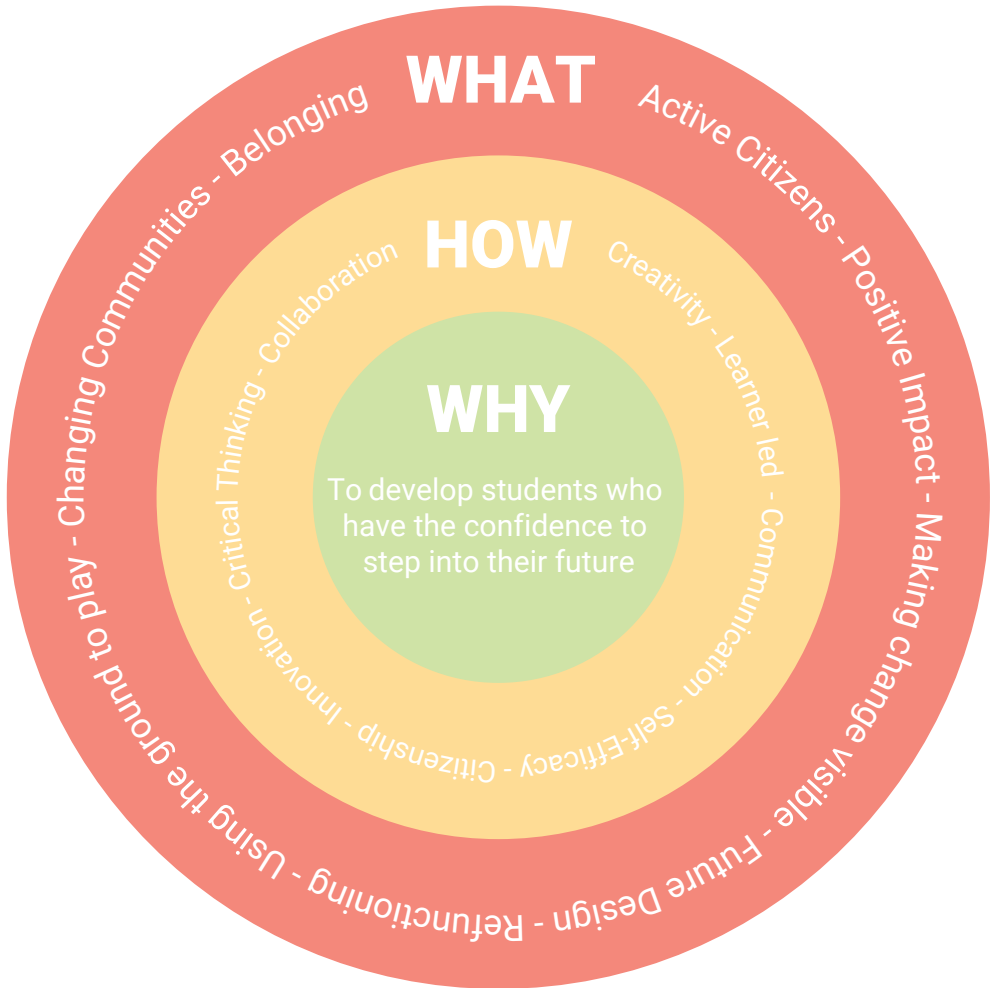 WHAT
Active Citizens - Positive Impact - Making change visible - Future Design - Refunctioning - Using the ground to play - Changing Communities - Belonging
HOW
Creativity - Learner led - Communication - Self-Efficacy - Citizenship - Innovation - Critical Thinking - Collaboration
WHY
To develop students who
have the confidence to
step into their future